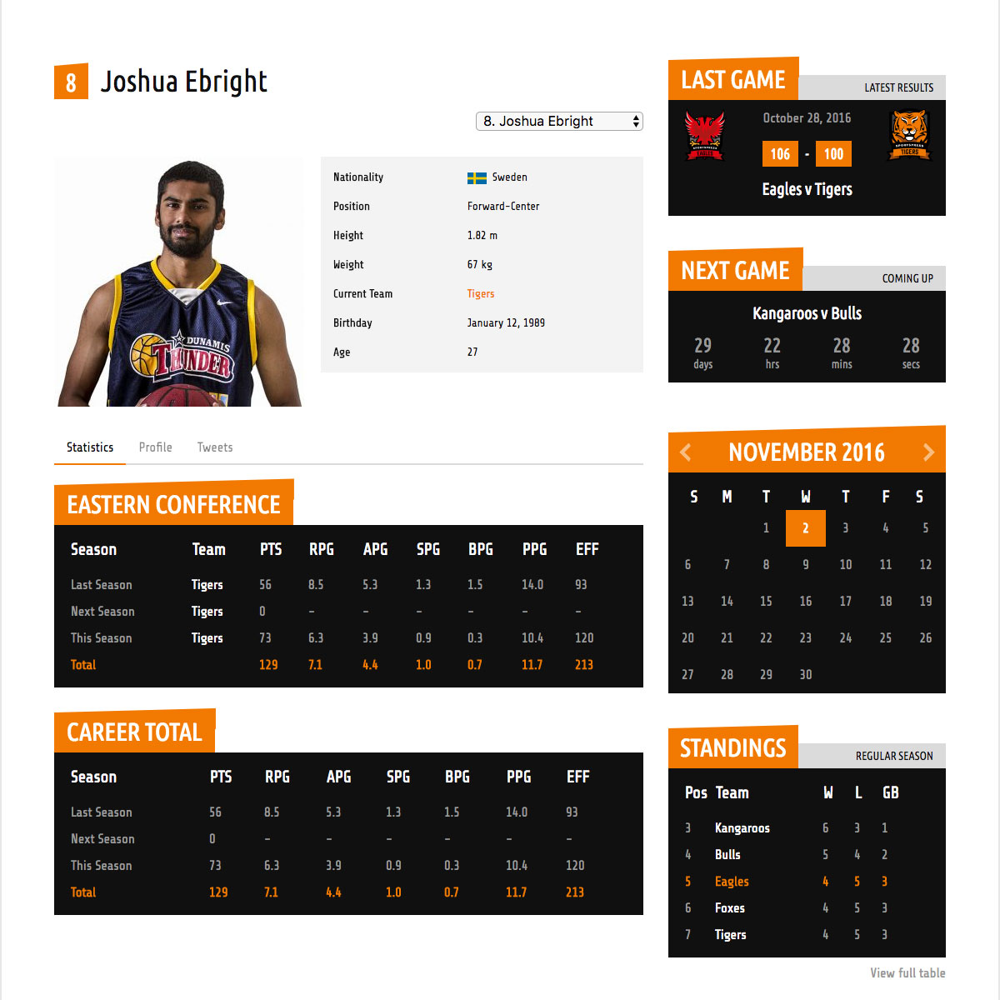 8 Joshua Ebright
8. Joshua Ebright
Nationality Sweden
Position Forward-Center
Height 1.82 m
Weight 67 kg
Current Team Tigers
Birthday January 12, 1989
Age 27
DUNAMIS
THUNDER
Statistics Profile Tweets
EASTERN CONFERENCE
Season Team PTS RPG APG SPG BPG PPG EFF
Last Season Tigers 56 8.5 5.3 1.3 1.5 14.0 93
Next Season Tigers 0 - - - - - -
This Season Tigers 73 6.3 3.9 0.9 0.3 10.4 120
Total 129 7.1 4.4 1.0 0.7 11.7 213
CAREER TOTAL
Season PTS RPG APG SPG BPG PPG EFF
Last Season 56 8.5 5.3 1.3 1.5 14.0 93
Next Season 0 - - - - - -
This Season 73 6.3 3.9 0.9 0.3 10.4 120
Total 129 7.1 4.4 1.0 0.7 11.7 213
LAST GAME LATEST RESULTS
October 28, 2016
SPORTSPRESS
EAGLES
106 - 100
SPORTSPRESS
TIGERS
Eagles v Tigers
NEXT GAME COMING UP
Kangaroos v Bulls
29 22 28 28
days hrs mins secs
NOVEMBER 2016
S M T W T F S
1 2 3 4 5
6 7 8 9 10 11 12
13 14 15 16 17 18 19
20 21 22 23 24 25 26
27 28 29 30
STANDINGS REGULAR SEASON
Pos Team W L GB
3 Kangaroos 6 3 1
4 Bulls 5 4 2
5 Eagles 4 5 3
6 Foxes 4 5 3
7 Tigers 4 5 3
View full table